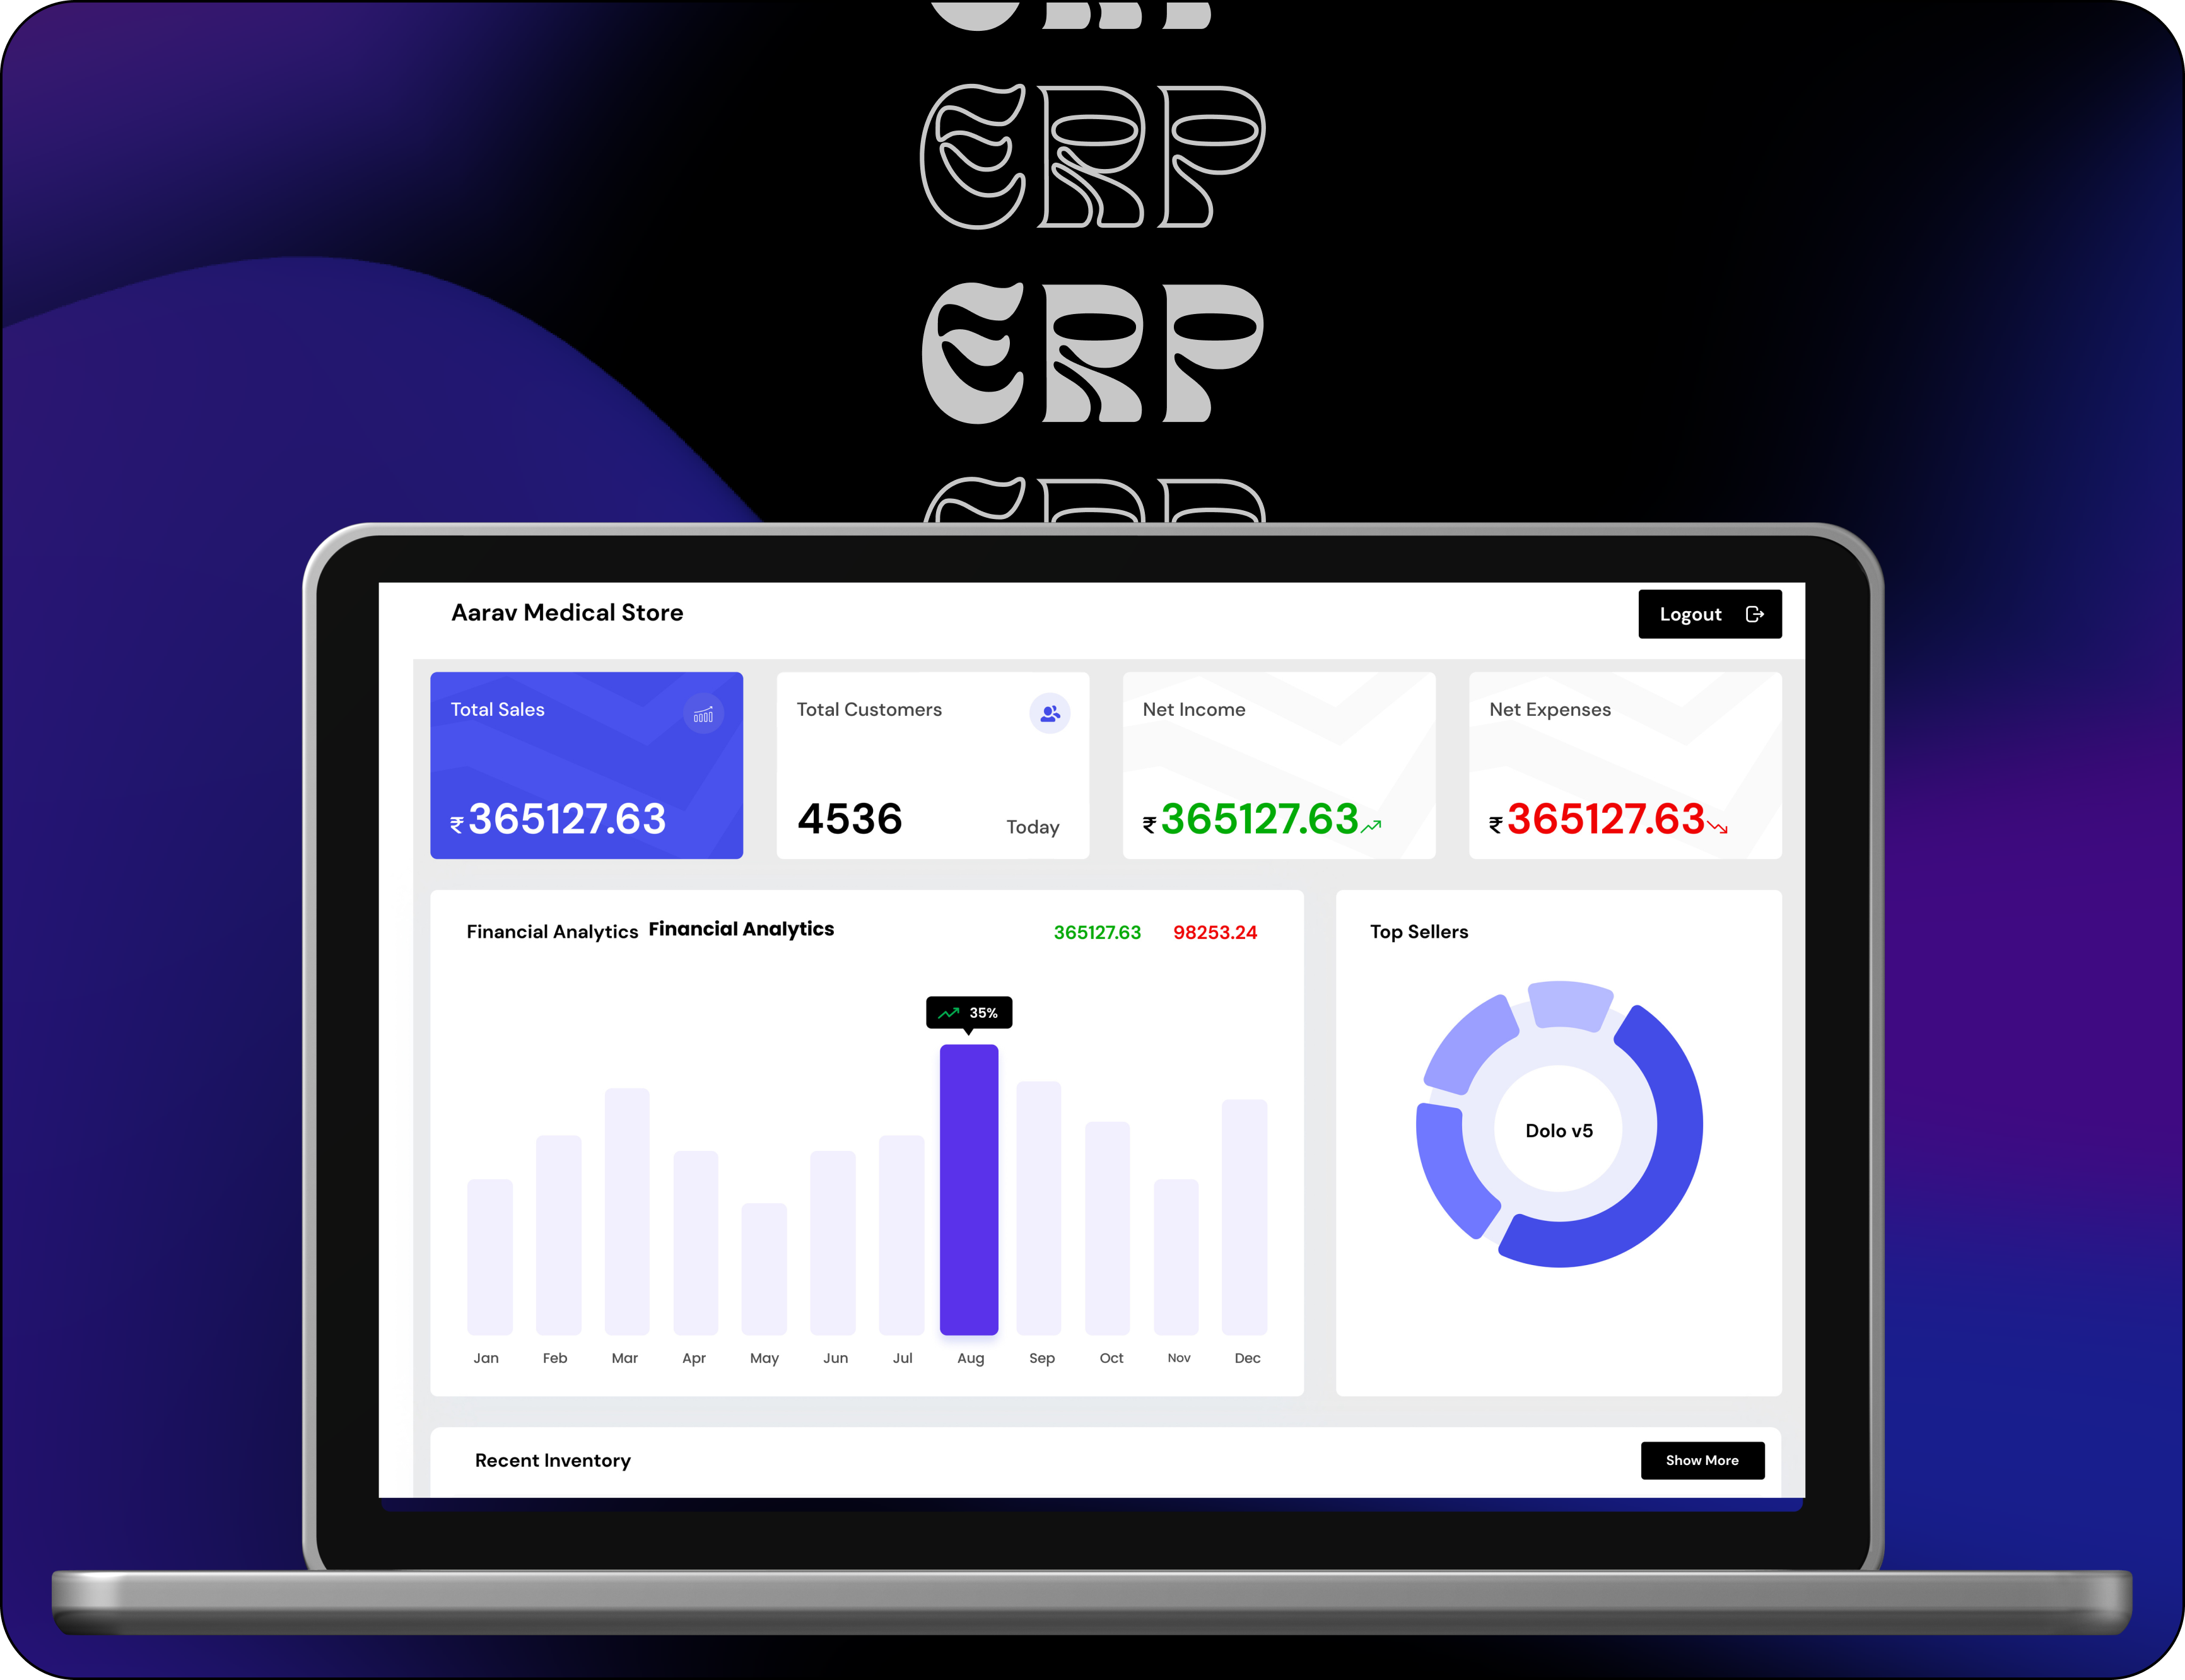 ERP
ERP
Aarav Medical Store
Logout
Total Sales
₹365127.63
Total Customers
4536
Today
Net Income
₹365127.63
Net Expenses
₹365127.63
Financial Analytics Financial Analytics
365127.63 98253.24
35%
Jan Feb Mar Apr May Jun Jul Aug Sep Oct Nov Dec
Top Sellers
Dolo v5
Recent Inventory
Show More